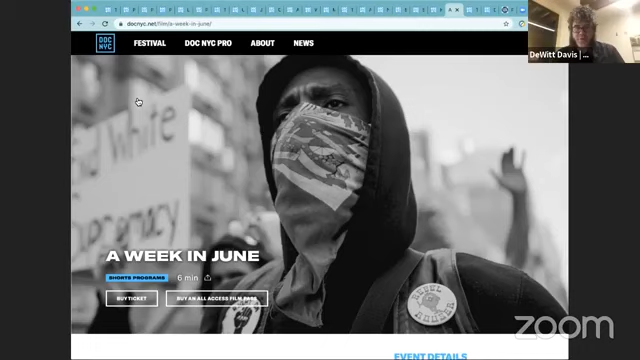 docnyc.net/film/a-week-in-june/
DOC
NYC
FESTIVAL
DOC NYC PRO
ABOUT
NEWS
White
Supremacy
A WEEK IN JUNE
SHORTS PROGRAMS
6 min
BUY TICKET
BUY AN ALL ACCESS FILM PASS
EVENT DETAILS
DeWitt Davis | ...
zoom